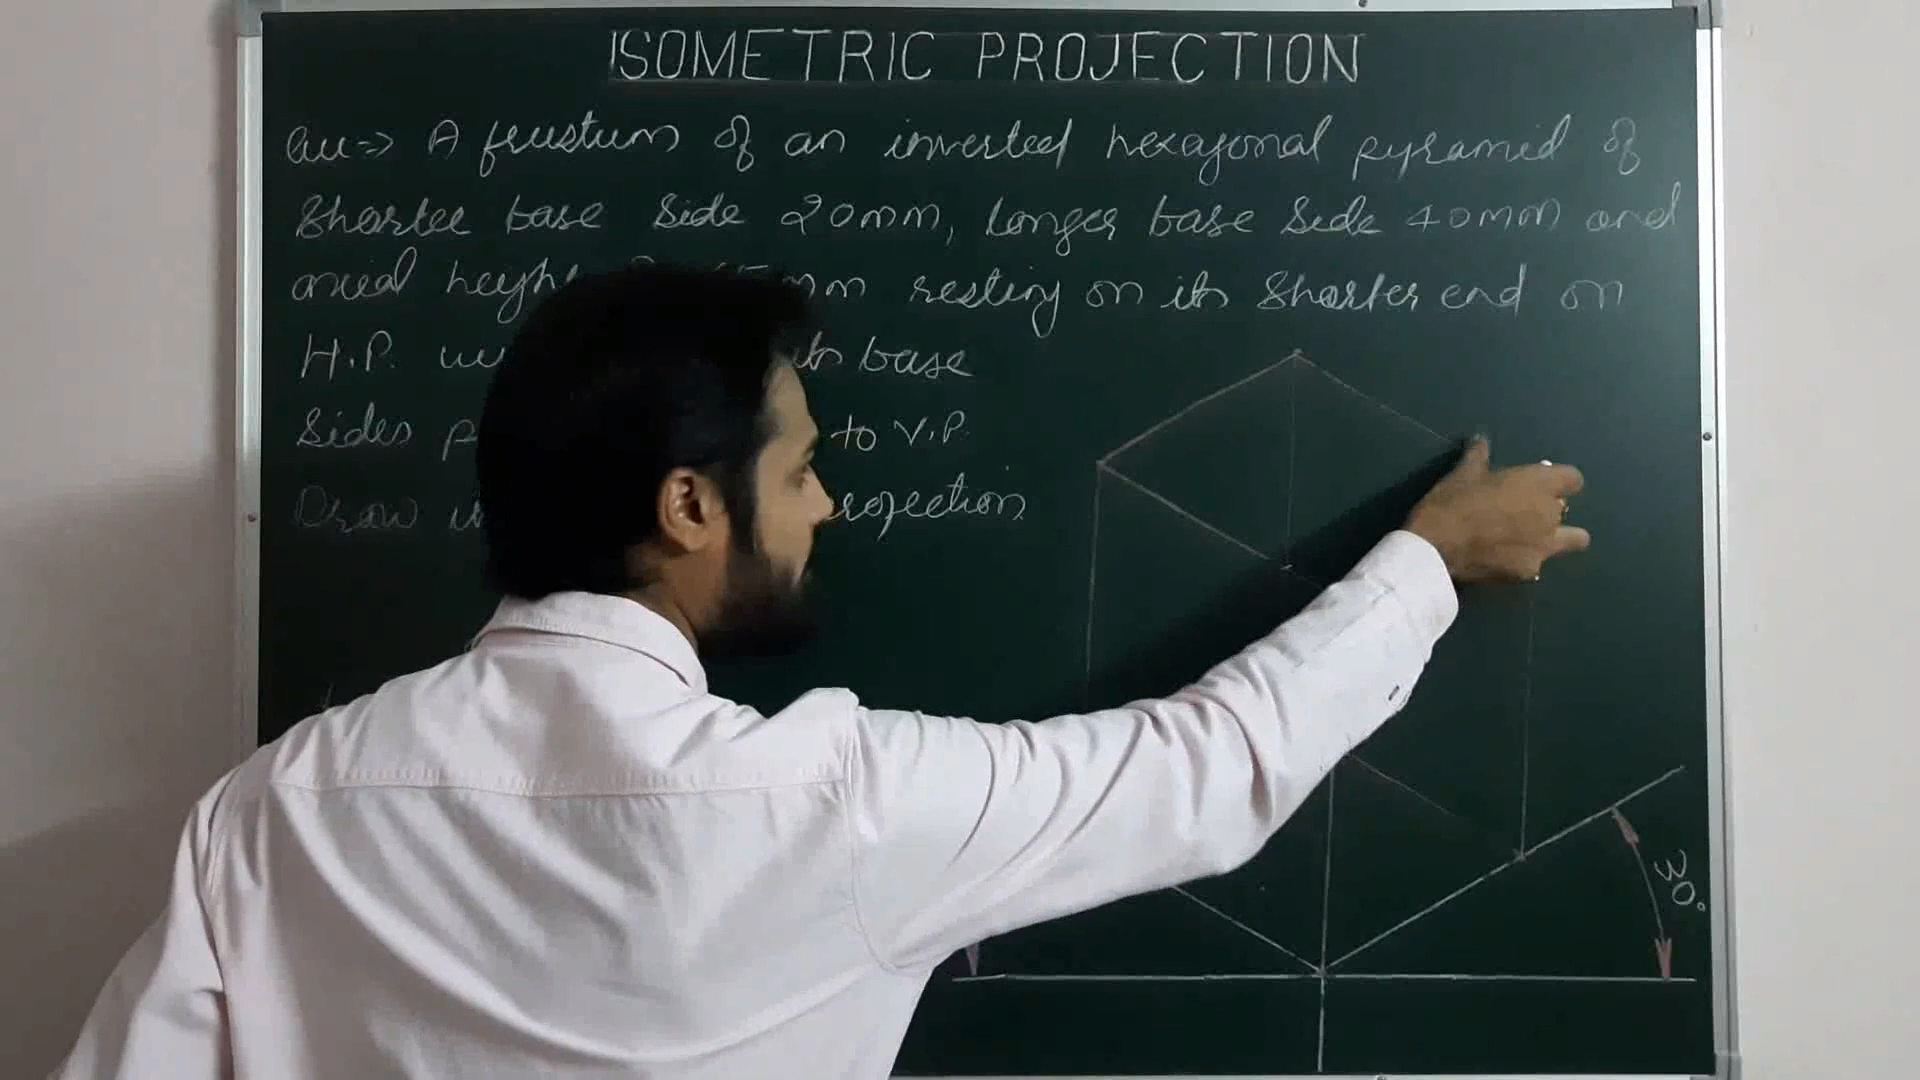 ISOMETRIC PROJECTION
Qu=> A frustum of an inverted hexagonal pyramid of
Shorter base side 20mm, longer base side 40mm and
axial height mm resting on its shorter end on
H.P. base
Sides to V.P.
Draw
30°